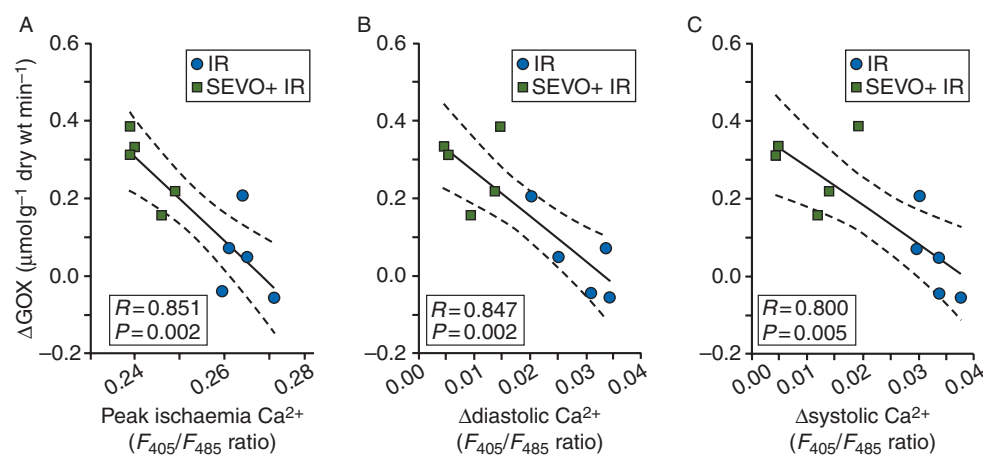 A
B
C
ΔGOX (μmol g⁻¹ dry wt min⁻¹)
0.6
0.4
0.2
0.0
–0.2
IR
SEVO+ IR
R=0.851
P=0.002
0.24
0.26
0.28
Peak ischaemia Ca²⁺
(F₄₀₅/F₄₈₅ ratio)
0.6
0.4
0.2
0.0
–0.2
IR
SEVO+ IR
R=0.847
P=0.002
0.00
0.01
0.02
0.03
0.04
Δdiastolic Ca²⁺
(F₄₀₅/F₄₈₅ ratio)
0.6
0.4
0.2
0.0
–0.2
IR
SEVO+ IR
R=0.800
P=0.005
0.00
0.01
0.02
0.03
0.04
Δsystolic Ca²⁺
(F₄₀₅/F₄₈₅ ratio)